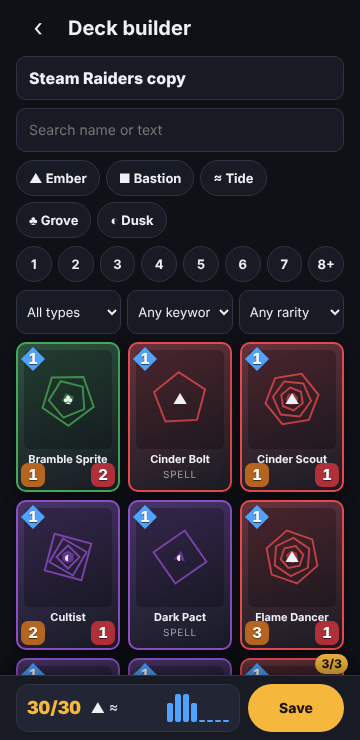 ‹ Deck builder
Steam Raiders copy
Search name or text
▲ Ember ■ Bastion ≈ Tide
♣ Grove ◖ Dusk
1 2 3 4 5 6 7 8+
All types Any keywor Any rarity
1 1 1
Bramble Sprite Cinder Bolt Cinder Scout
1 2 SPELL 1 1
1 1 1
Cultist Dark Pact Flame Dancer
2 1 SPELL 3 1
1 1 1 3/3
30/30 ▲ ≈ Save